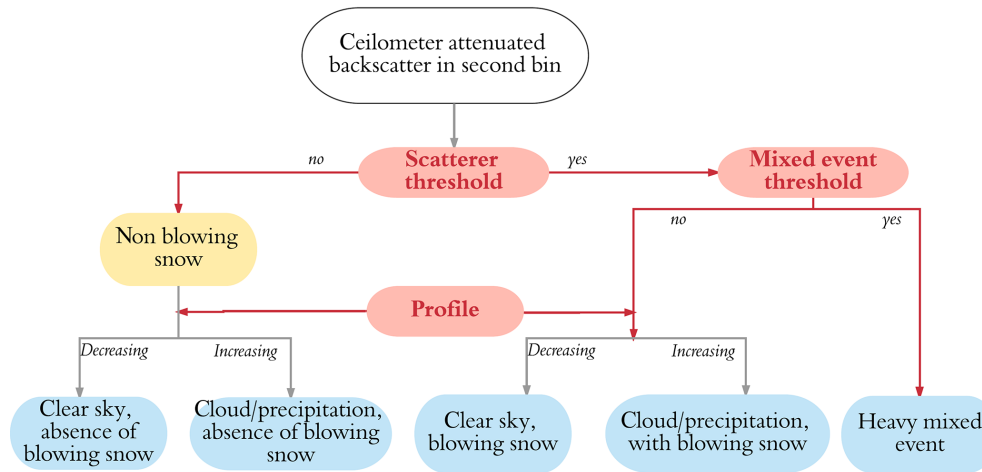 Ceilometer attenuated
backscatter in second bin
no
Scatterer
threshold
yes
Mixed event
threshold
Non blowing
snow
no
yes
Profile
Decreasing
Increasing
Decreasing
Increasing
Clear sky,
absence of
blowing snow
Cloud/precipitation,
absence of blowing
snow
Clear sky,
blowing snow
Cloud/precipitation,
with blowing snow
Heavy mixed
event